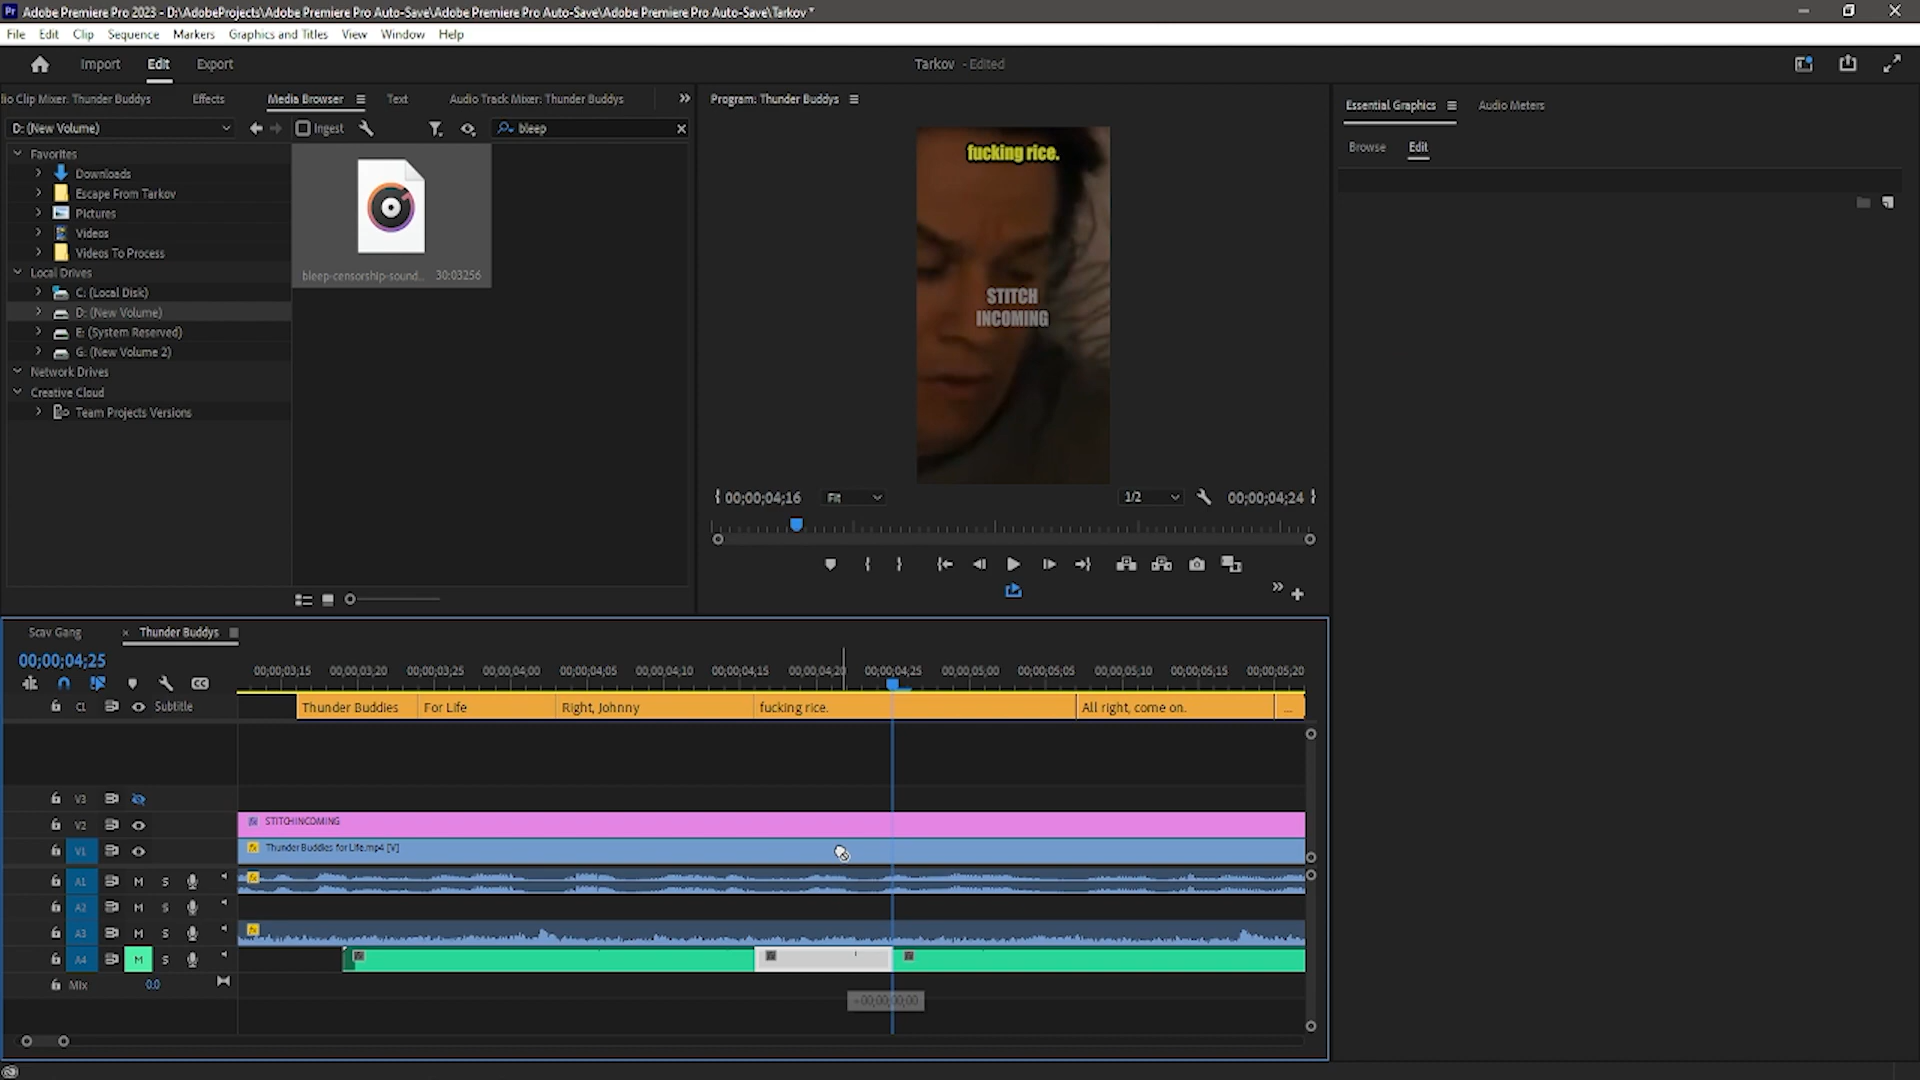 Adobe Premiere Pro 2023 - D:\AdobeProjects\Adobe Premiere Pro Auto-Save\Adobe Premiere Pro Auto-Save\Adobe Premiere Pro Auto-Save\Tarkov *
File Edit Clip Sequence Markers Graphics and Titles View Window Help
Import Edit Export Tarkov - Edited
io Clip Mixer: Thunder Buddys Effects Media Browser Text Audio Track Mixer: Thunder Buddys Program: Thunder Buddys Essential Graphics Audio Meters
D: (New Volume) Ingest bleep
Browse Edit
Favorites
Downloads
Escape From Tarkov
Pictures
Videos
Videos To Process
Local Drives
C: (Local Disk)
D: (New Volume)
E: (System Reserved)
G: (New Volume 2)
Network Drives
Creative Cloud
Team Projects Versions
bleep-censorship-sound... 30:03256
fucking rice.
STITCH
INCOMING
00;00;04;16 Fit 1/2 00;00;04;24
Scav Gang Thunder Buddys
00;00;04;25
00;00;03;15 00;00;03;20 00;00;03;25 00;00;04;00 00;00;04;05 00;00;04;10 00;00;04;15 00;00;04;20 00;00;04;25 00;00;05;00 00;00;05;05 00;00;05;10 00;00;05;15 00;00;05;20
C1 Subtitle Thunder Buddies For Life Right, Johnny fucking rice. All right, come on. ...
V3
V2 fx STITCHINCOMING
V1 fx Thunder Buddies for Life.mp4 [V]
A1 M S fx
A2 M S
A3 M S fx
A4 M S fx fx fx
Mix 0.0
+00;00;00;00